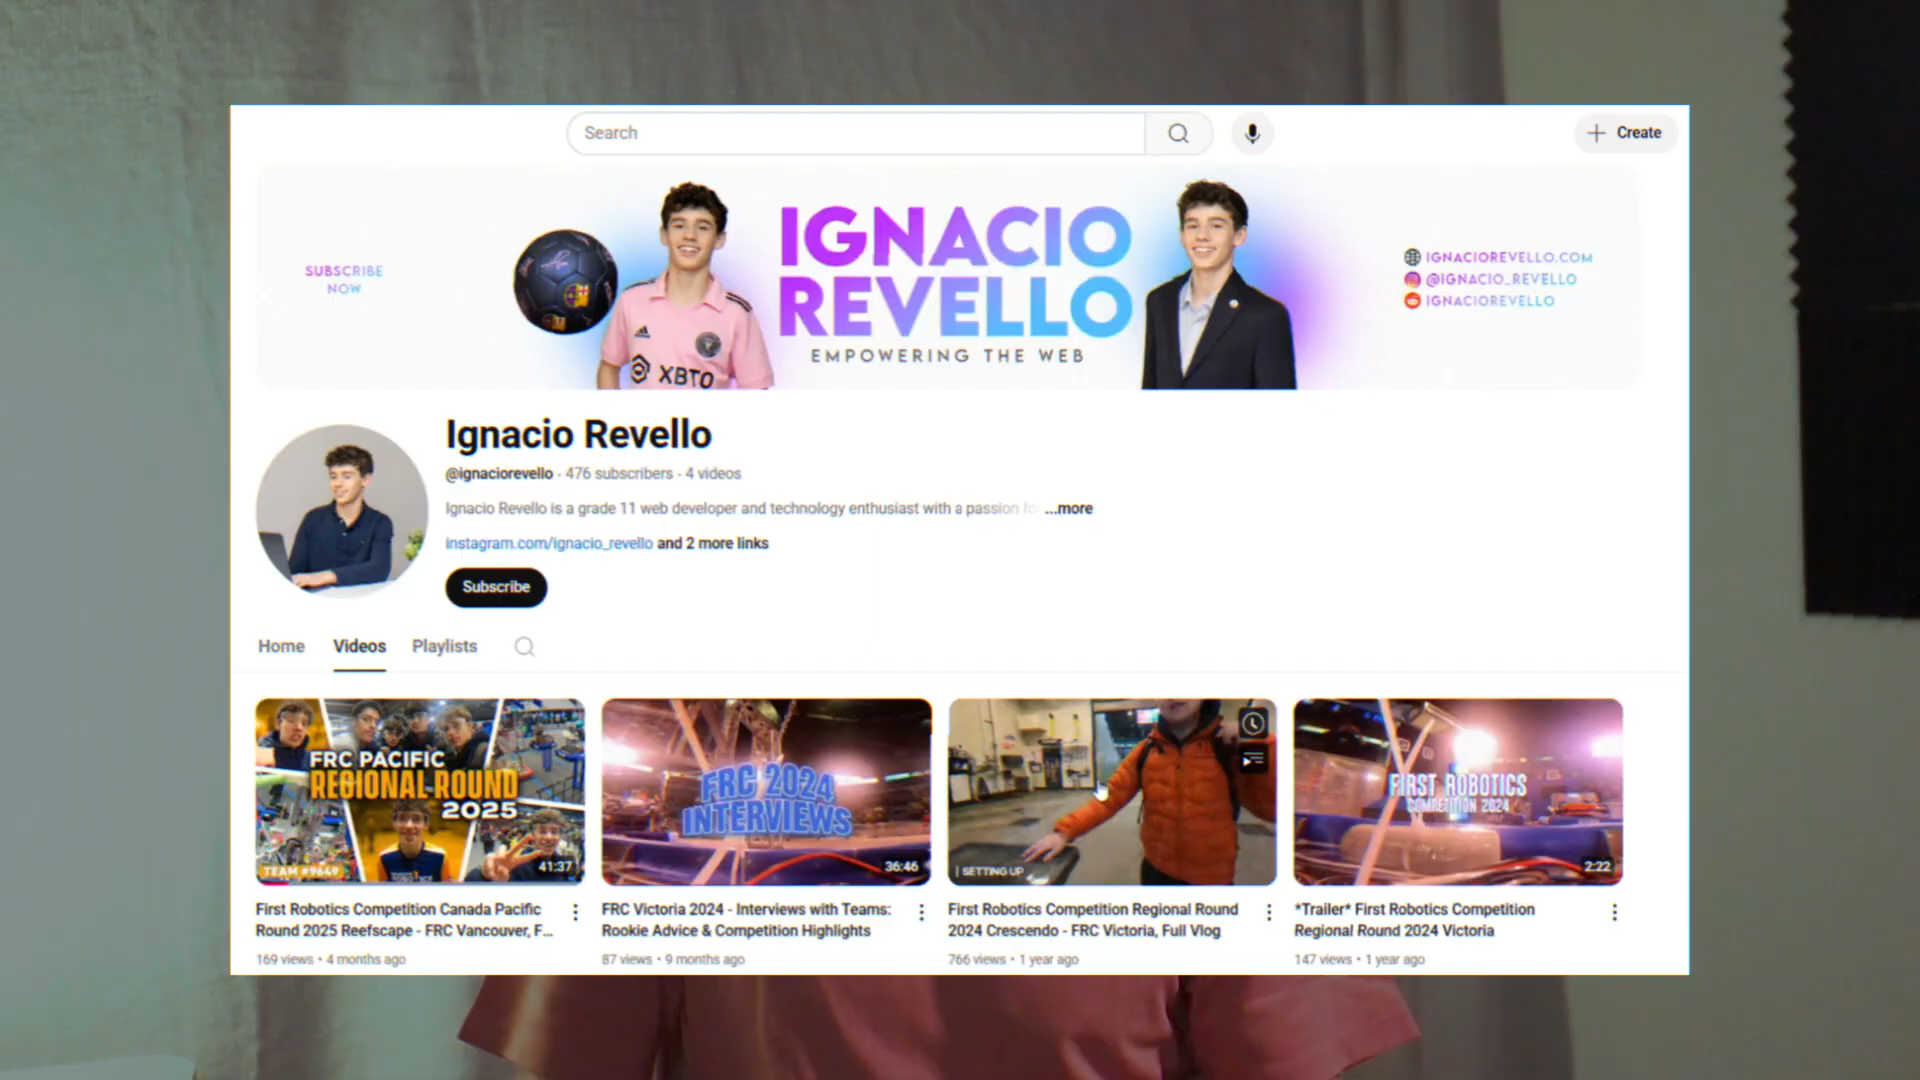 Search
Create
SUBSCRIBE
NOW
IGNACIO
REVELLO
EMPOWERING THE WEB
XBTO
IGNACIOREVELLO.COM
@IGNACIO_REVELLO
IGNACIOREVELLO
Ignacio Revello
@ignaciorevello · 476 subscribers · 4 videos
Ignacio Revello is a grade 11 web developer and technology enthusiast with a passion fo ...more
instagram.com/ignacio_revello and 2 more links
Subscribe
Home
Videos
Playlists
FRC PACIFIC
REGIONAL ROUND
2025
TEAM #9649
41:37
FRC 2024
INTERVIEWS
36:46
| SETTING UP
FIRST ROBOTICS
COMPETITION 2024
2:22
First Robotics Competition Canada Pacific
Round 2025 Reefscape - FRC Vancouver, F...
169 views • 4 months ago
FRC Victoria 2024 - Interviews with Teams:
Rookie Advice & Competition Highlights
87 views • 9 months ago
First Robotics Competition Regional Round
2024 Crescendo - FRC Victoria, Full Vlog
766 views • 1 year ago
*Trailer* First Robotics Competition
Regional Round 2024 Victoria
147 views • 1 year ago